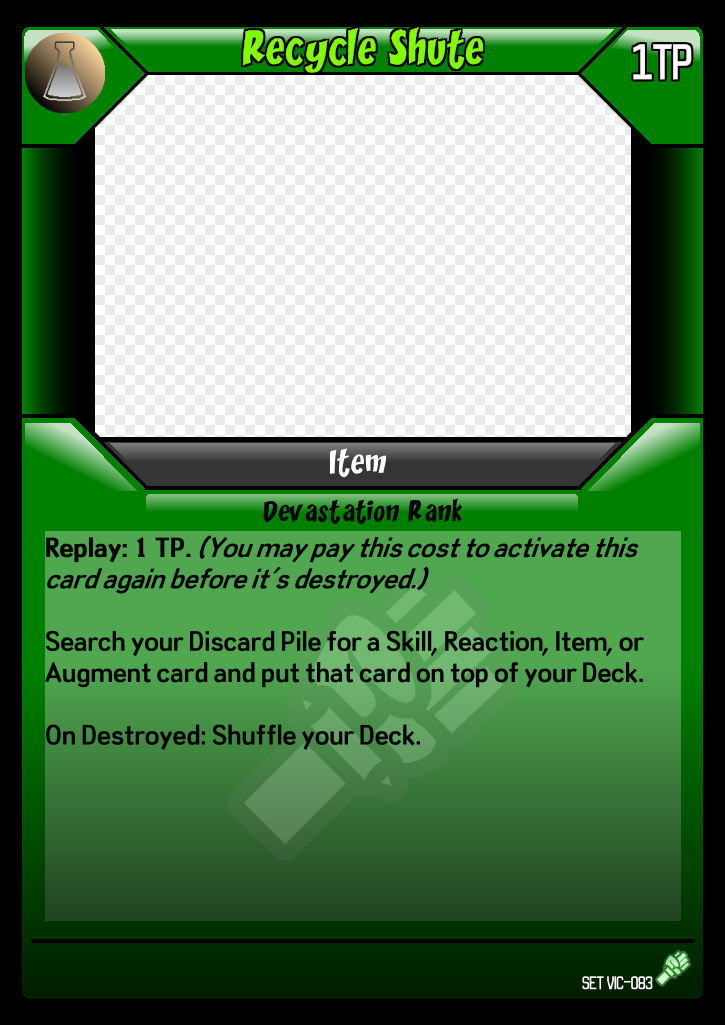 Recycle Shute
1TP
Item
Devastation Rank
Replay: 1 TP. (You may pay this cost to activate this
card again before it's destroyed.)
Search your Discard Pile for a Skill, Reaction, Item, or
Augment card and put that card on top of your Deck.
On Destroyed: Shuffle your Deck.
SET VIC-083